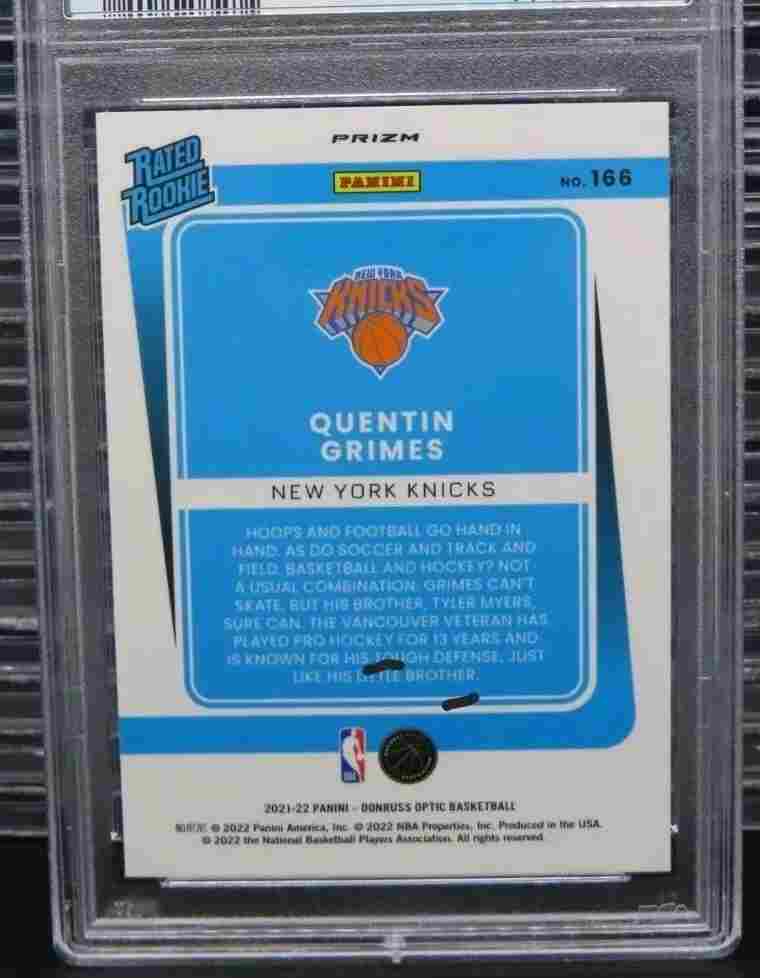 PRIZM
RATED
ROOKIE
PANINI
NO. 166
NEW YORK
KNICKS
QUENTIN
GRIMES
NEW YORK KNICKS
HOOPS AND FOOTBALL GO HAND IN
HAND. AS DO SOCCER AND TRACK AND
FIELD. BASKETBALL AND HOCKEY? NOT
A USUAL COMBINATION. GRIMES CAN'T
SKATE, BUT HIS BROTHER, TYLER MYERS,
SURE CAN. THE VANCOUVER VETERAN HAS
PLAYED PRO HOCKEY FOR 13 YEARS AND
IS KNOWN FOR HIS TOUGH DEFENSE, JUST
LIKE HIS LITTLE BROTHER.
NBA
2021-22 PANINI - DONRUSS OPTIC BASKETBALL
© 2022 Panini America, Inc. © 2022 NBA Properties, Inc. Produced in the USA.
© 2022 the National Basketball Players Association. All rights reserved.